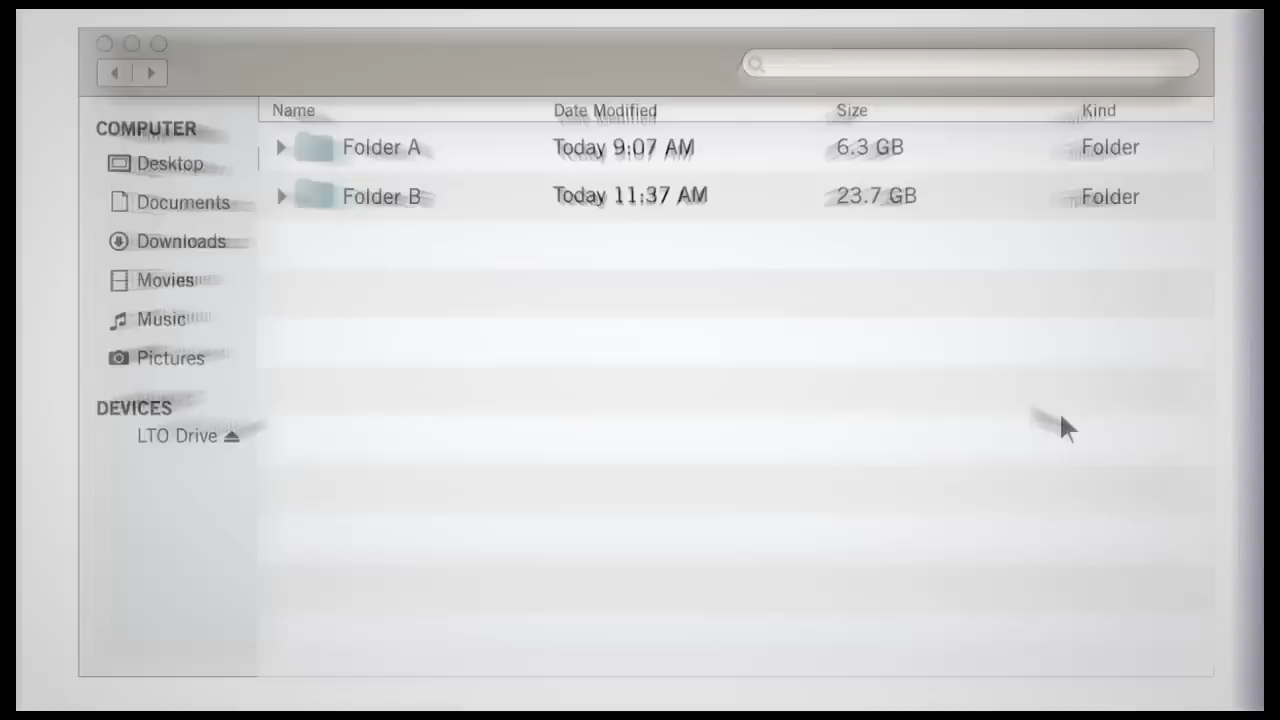 Name Date Modified Size Kind
COMPUTER
Folder A Today 9:07 AM 6.3 GB Folder
Desktop
Folder B Today 11:37 AM 23.7 GB Folder
Documents
Downloads
Movies
Music
Pictures
DEVICES
LTO Drive